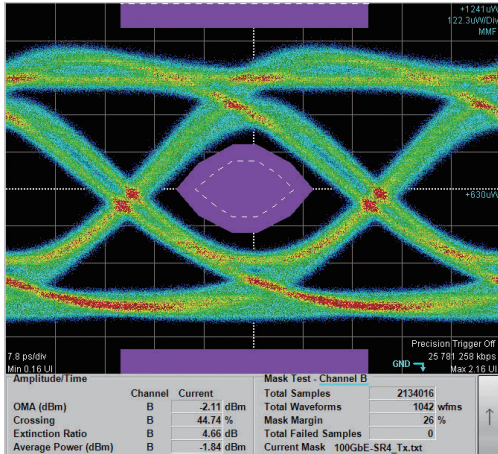 +1241uW
122.3uW/Div
MMF
+630uW
Precision Trigger Off
7.8 ps/div
GND
25 781 258 kbps
Min 0.16 UI
Max 2.16 UI
Amplitude/Time
Mask Test - Channel B
Channel Current
Total Samples 2134016
OMA (dBm) B -2.11 dBm
Total Waveforms 1042 wfms
Crossing B 44.74 %
Mask Margin 26 %
Extinction Ratio B 4.66 dB
Total Failed Samples 0
Average Power (dBm) B -1.84 dBm
Current Mask 100GbE-SR4_Tx.txt